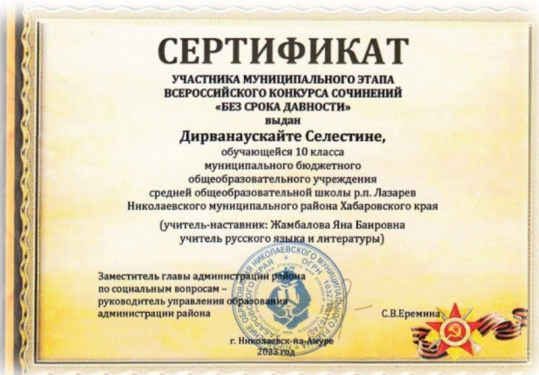 СЕРТИФИКАТ
УЧАСТНИКА МУНИЦИПАЛЬНОГО ЭТАПА
ВСЕРОССИЙСКОГО КОНКУРСА СОЧИНЕНИЙ
«БЕЗ СРОКА ДАВНОСТИ»
выдан
Дирванаускайте Селестине,
обучающейся 10 класса
муниципального бюджетного
общеобразовательного учреждения
средней общеобразовательной школы р.п. Лазарев
Николаевского муниципального района Хабаровского края
(учитель-наставник: Жамбалова Яна Баировна
учитель русского языка и литературы)
Заместитель главы администрации района
по социальным вопросам –
руководитель управления образования
администрации района
С.В.Еремина
г. Николаевск-на-Амуре
2023 год